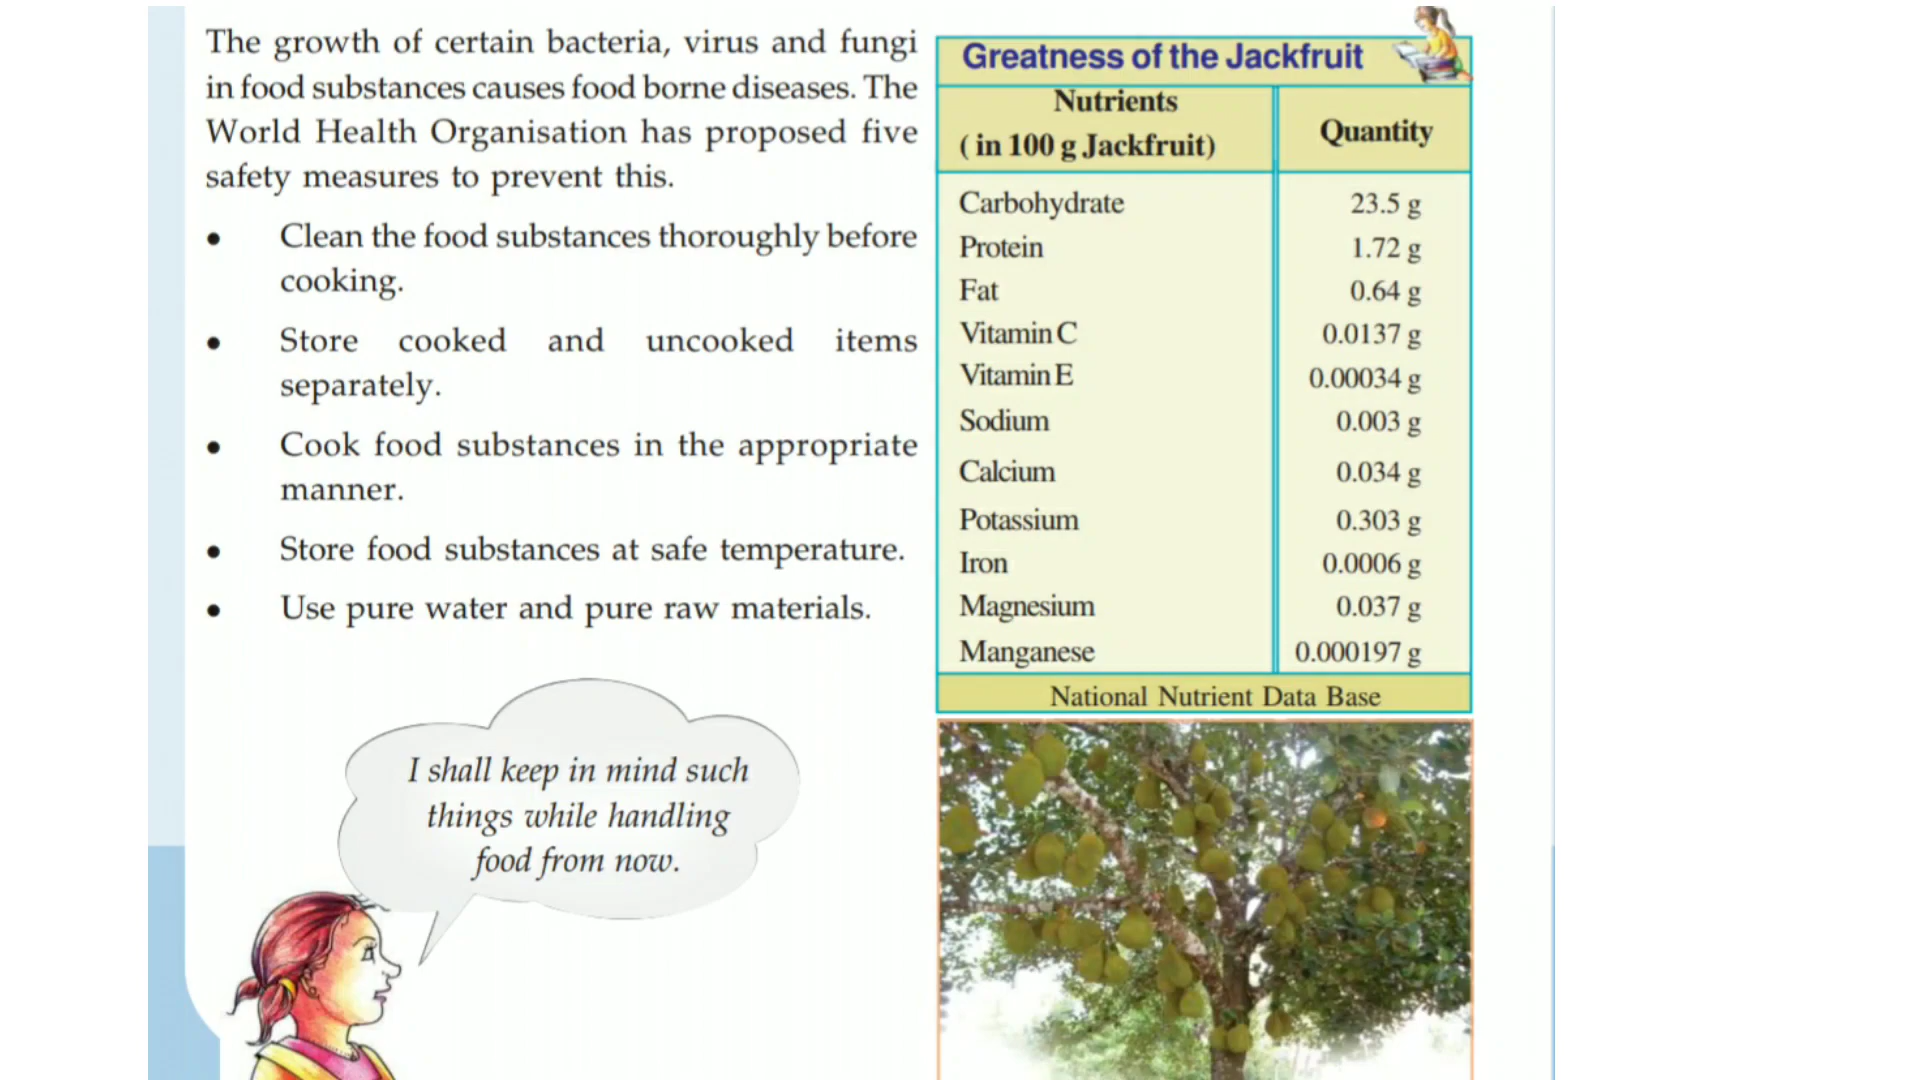 The growth of certain bacteria, virus and fungi
in food substances causes food borne diseases. The
World Health Organisation has proposed five
safety measures to prevent this.
• Clean the food substances thoroughly before
cooking.
• Store cooked and uncooked items
separately.
• Cook food substances in the appropriate
manner.
• Store food substances at safe temperature.
• Use pure water and pure raw materials.
I shall keep in mind such
things while handling
food from now.
Greatness of the Jackfruit
Nutrients
( in 100 g Jackfruit)
Quantity
Carbohydrate 23.5 g
Protein 1.72 g
Fat 0.64 g
Vitamin C 0.0137 g
Vitamin E 0.00034 g
Sodium 0.003 g
Calcium 0.034 g
Potassium 0.303 g
Iron 0.0006 g
Magnesium 0.037 g
Manganese 0.000197 g
National Nutrient Data Base